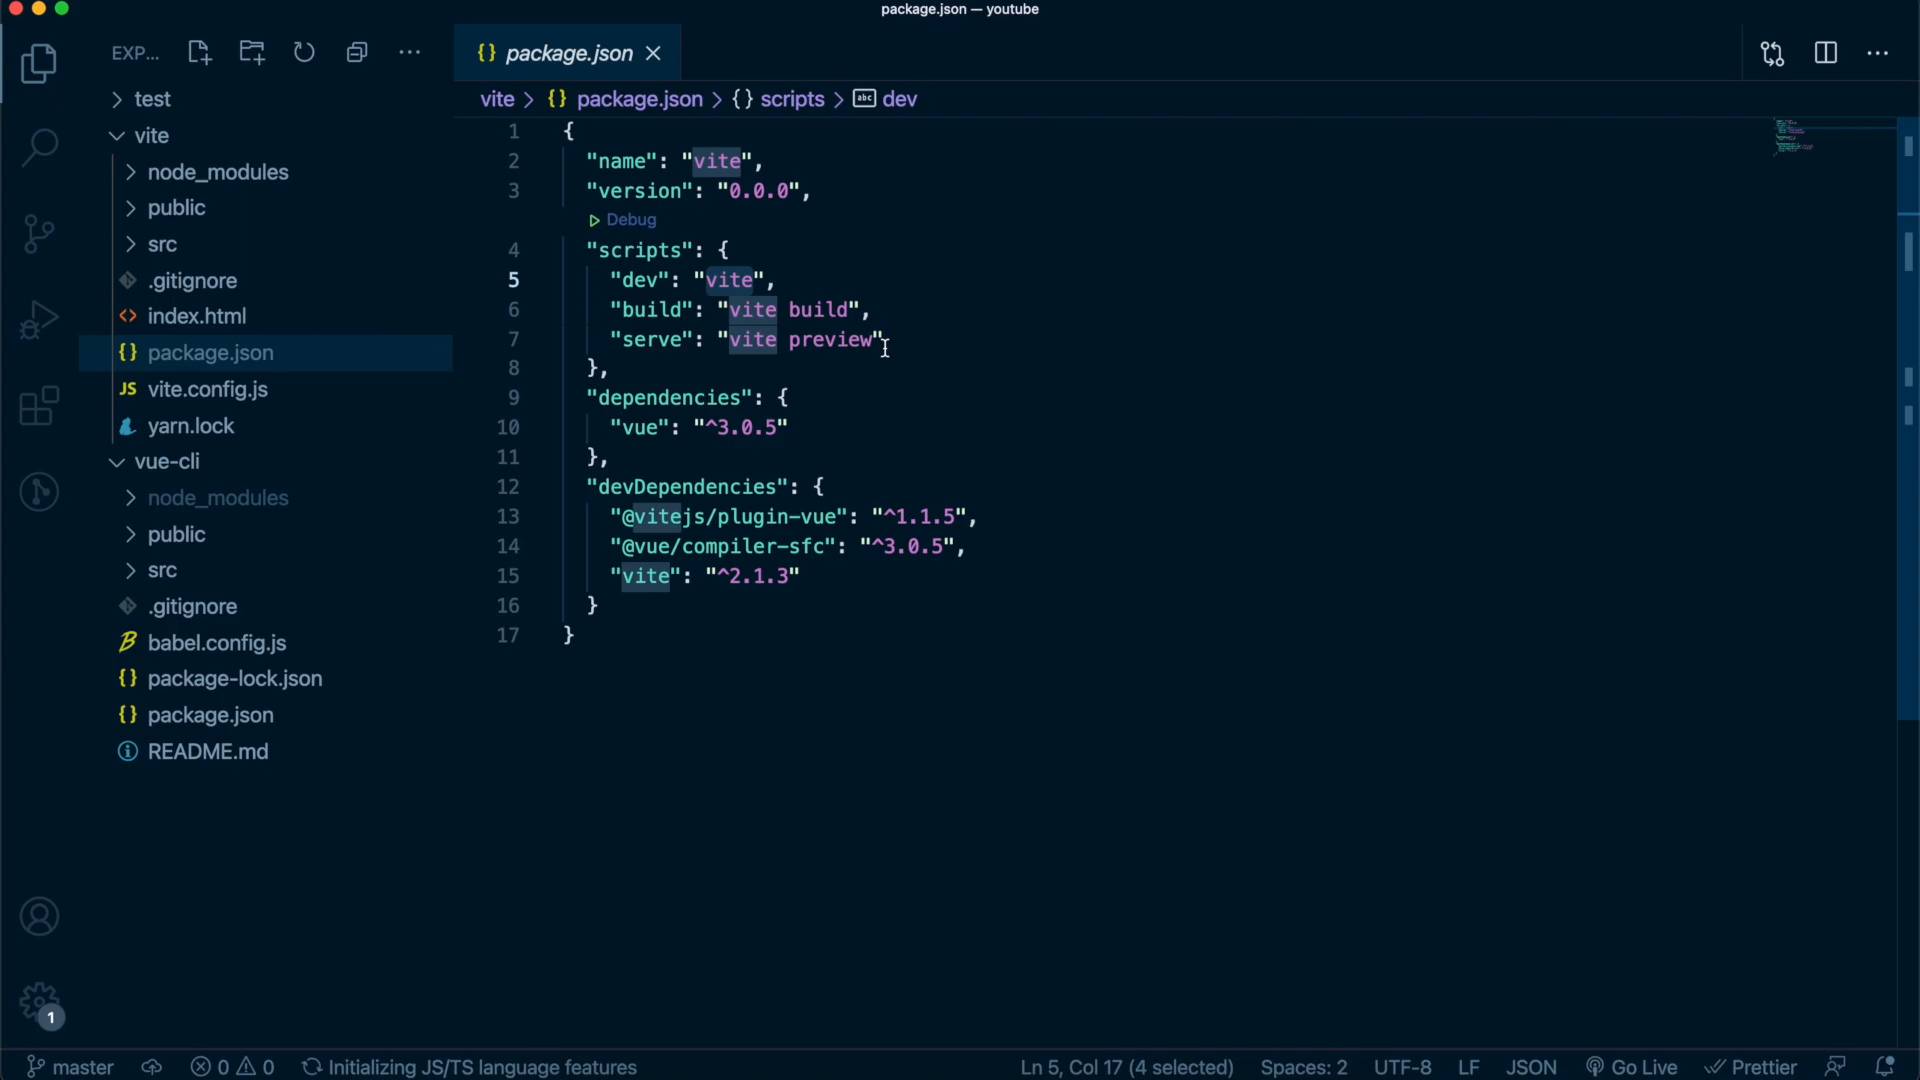 package.json — youtube
EXP...
package.json
test
vite > {} package.json > {} scripts > abc dev
vite
node_modules
public
src
.gitignore
index.html
{} package.json
JS vite.config.js
yarn.lock
vue-cli
node_modules
public
src
.gitignore
babel.config.js
{} package-lock.json
{} package.json
README.md
1 {
2 "name": "vite",
3 "version": "0.0.0",
Debug
4 "scripts": {
5 "dev": "vite",
6 "build": "vite build",
7 "serve": "vite preview"
8 },
9 "dependencies": {
10 "vue": "^3.0.5"
11 },
12 "devDependencies": {
13 "@vitejs/plugin-vue": "^1.1.5",
14 "@vue/compiler-sfc": "^3.0.5",
15 "vite": "^2.1.3"
16 }
17 }
1
master 0 0 Initializing JS/TS language features Ln 5, Col 17 (4 selected) Spaces: 2 UTF-8 LF JSON Go Live Prettier